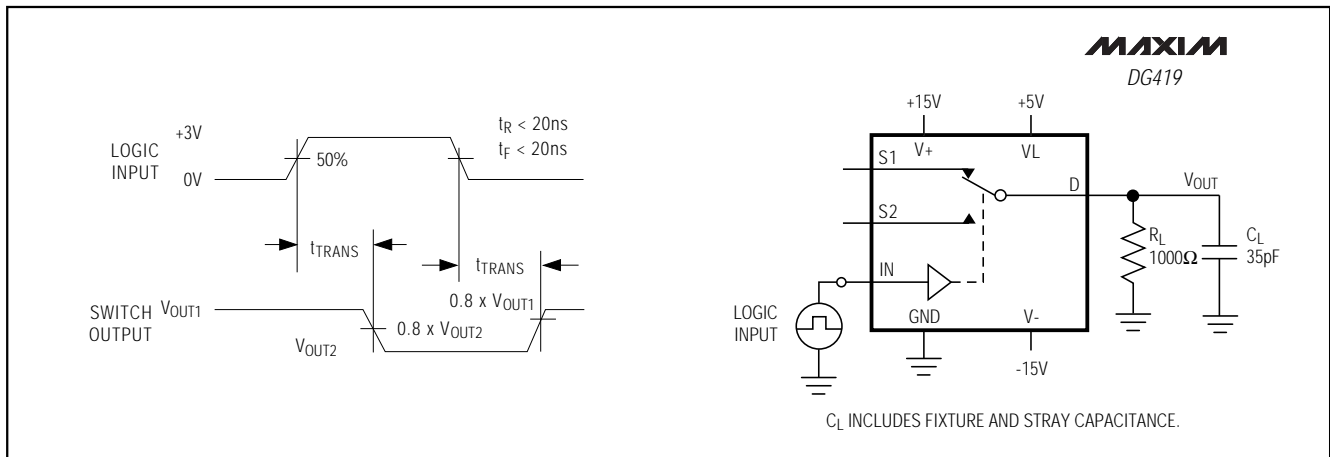 LOGIC
INPUT
+3V
0V
50%
tR < 20ns
tF < 20ns
tTRANS
tTRANS
SWITCH
OUTPUT
VOUT1
VOUT2
0.8 x VOUT2
0.8 x VOUT1
MAXIM
DG419
+15V
+5V
V+
VL
S1
D
VOUT
S2
RL
1000Ω
CL
35pF
IN
LOGIC
INPUT
GND
V-
-15V
CL INCLUDES FIXTURE AND STRAY CAPACITANCE.